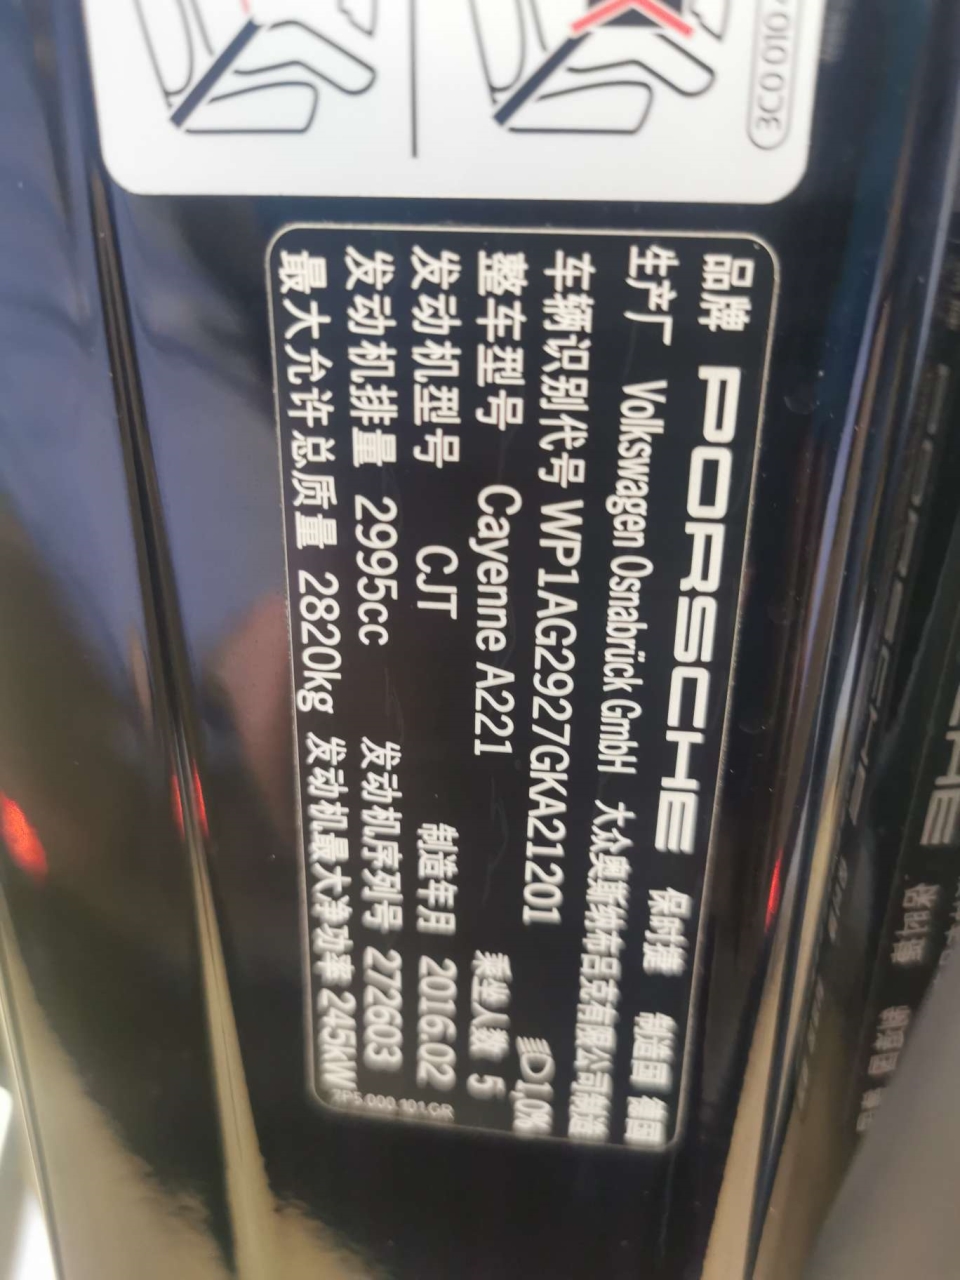 3C0 010
品牌 PORSCHE 保时捷 制造国 德国
生产厂 Volkswagen Osnabrück GmbH 大众奥斯纳布吕克有限公司制造
车辆识别代号 WP1AG2927GKA21201 1,0%
整车型号 Cayenne A221 乘坐人数 5
发动机型号 CJT 制造年月 2016.02
发动机排量 2995cc 发动机序列号 272603
最大允许总质量 2820kg 发动机最大净功率 245kW
7P5.000.101.GR